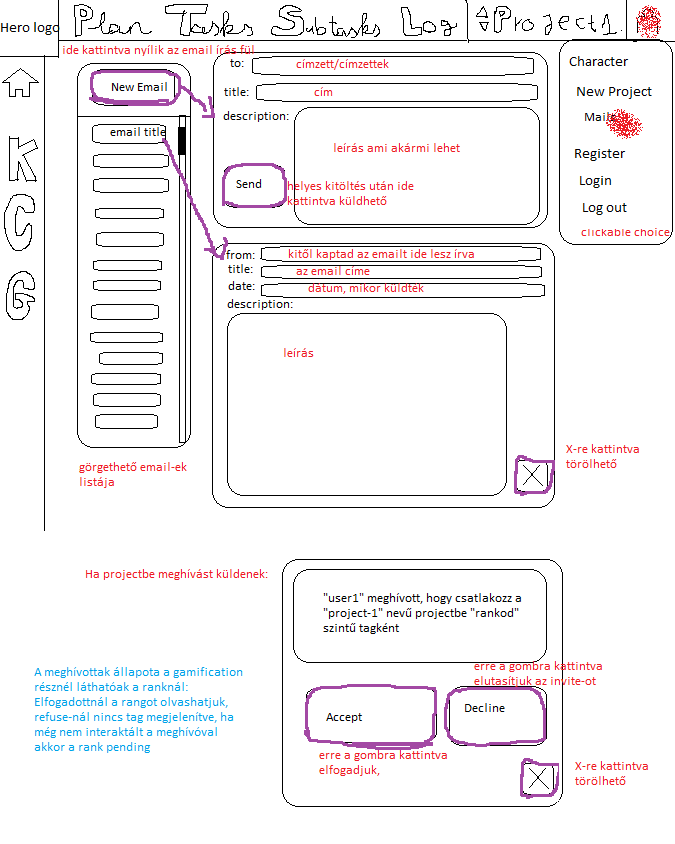 Hero logo
Plan Tasks Subtasks Log Project1.
ide kattintva nyílik az email írás fül
New Email
to: címzett/címzettek
title: cím
description:
leírás ami akármi lehet
Send
helyes kitöltés után ide
kattintva küldhető
Character
New Project
Mail
Register
Login
Log out
clickable choice
K
C
G
email title
from: kitől kaptad az emailt ide lesz írva
title: az email címe
date: dátum, mikor küldték
description:
leírás
X
X-re kattintva
törölhető
görgethető email-ek
listája
Ha projectbe meghívást küldenek:
"user1" meghívott, hogy csatlakozz a
"project-1" nevű projectbe "rankod"
szintű tagként
erre a gombra kattintva
elutasítjuk az invite-ot
Accept
Decline
erre a gombra kattintva
elfogadjuk,
X
X-re kattintva
törölhető
A meghívottak állapota a gamification
résznél láthatóak a ranknál:
Elfogadottnál a rangot olvashatjuk,
refuse-nál nincs tag megjelenítve, ha
még nem interaktált a meghívóval
akkor a rank pending